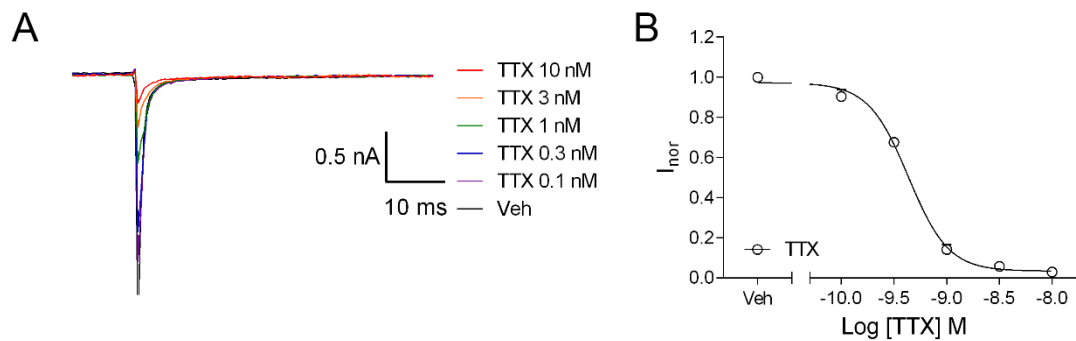 A
TTX 10 nM
TTX 3 nM
TTX 1 nM
TTX 0.3 nM
TTX 0.1 nM
Veh
0.5 nA
10 ms
B
1.2
1.0
0.8
0.6
0.4
0.2
0.0
Inor
TTX
Veh
-10.0
-9.5
-9.0
-8.5
-8.0
Log [TTX] M